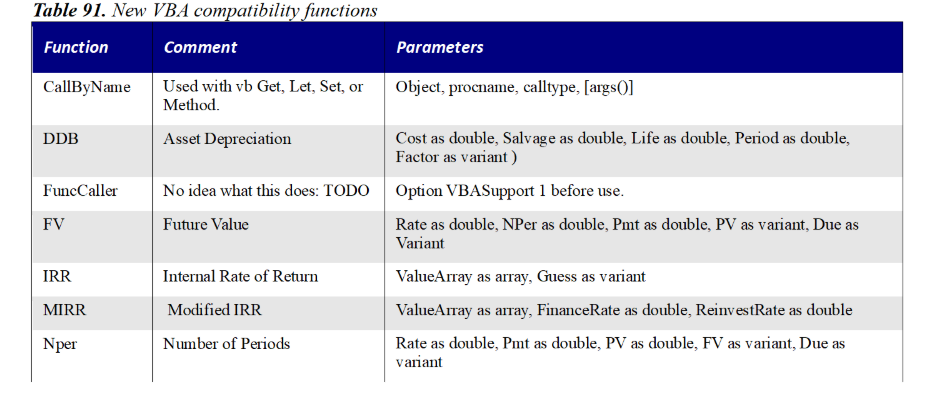 Table 91. New VBA compatibility functions
Function Comment Parameters
CallByName Used with vb Get, Let, Set, or Object, procname, calltype, [args()]
Method.
DDB Asset Depreciation Cost as double, Salvage as double, Life as double, Period as double,
Factor as variant )
FuncCaller No idea what this does: TODO Option VBASupport 1 before use.
FV Future Value Rate as double, NPer as double, Pmt as double, PV as variant, Due as
Variant
IRR Internal Rate of Return ValueArray as array, Guess as variant
MIRR Modified IRR ValueArray as array, FinanceRate as double, ReinvestRate as double
Nper Number of Periods Rate as double, Pmt as double, PV as double, FV as variant, Due as
variant